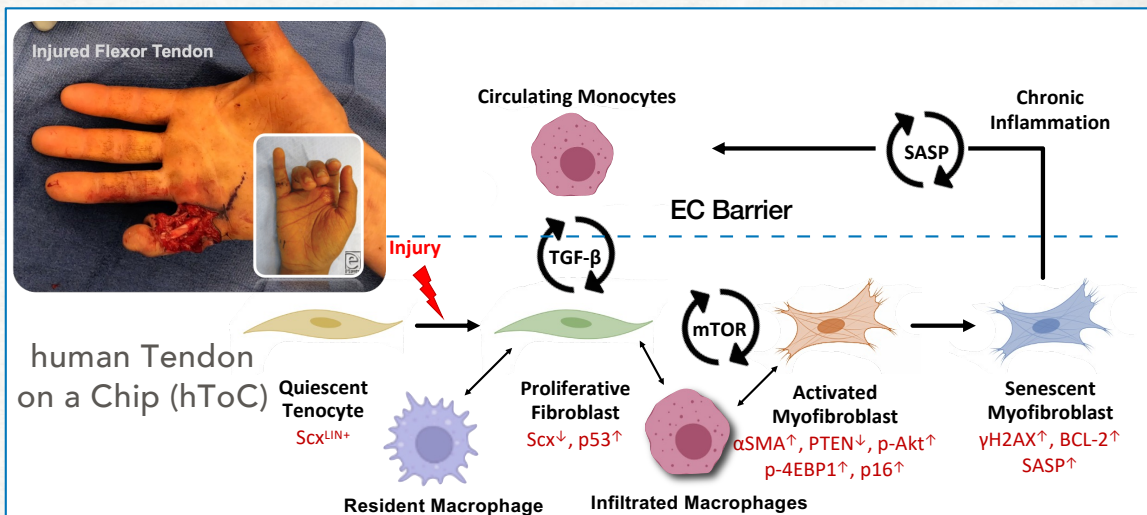 Injured Flexor Tendon
Circulating Monocytes
Chronic
Inflammation
SASP
EC Barrier
Injury
TGF-β
mTOR
human Tendon
on a Chip (hToC)
Quiescent
Tenocyte
Scx^LIN+
Proliferative
Fibroblast
Scx↓, p53↑
Activated
Myofibroblast
αSMA↑, PTEN↓, p-Akt↑
p-4EBP1↑, p16↑
Senescent
Myofibroblast
γH2AX↑, BCL-2↑
SASP↑
Resident Macrophage
Infiltrated Macrophages